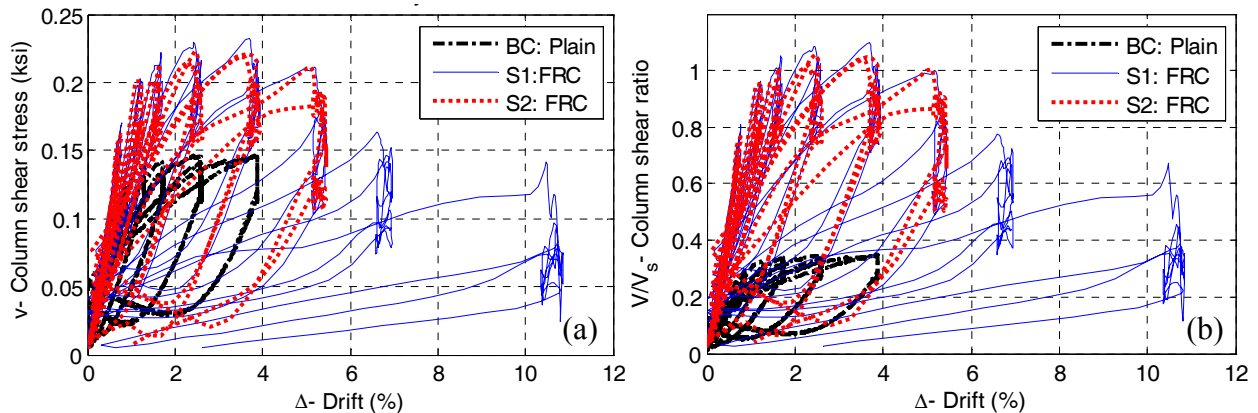 0.25
0.2
0.15
0.1
0.05
0
v- Column shear stress (ksi)
BC: Plain
S1:FRC
S2: FRC
(a)
0 2 4 6 8 10 12
Δ- Drift (%)
1
0.8
0.6
0.4
0.2
0
V/Vs- Column shear ratio
BC: Plain
S1: FRC
S2: FRC
(b)
0 2 4 6 8 10 12
Δ- Drift (%)